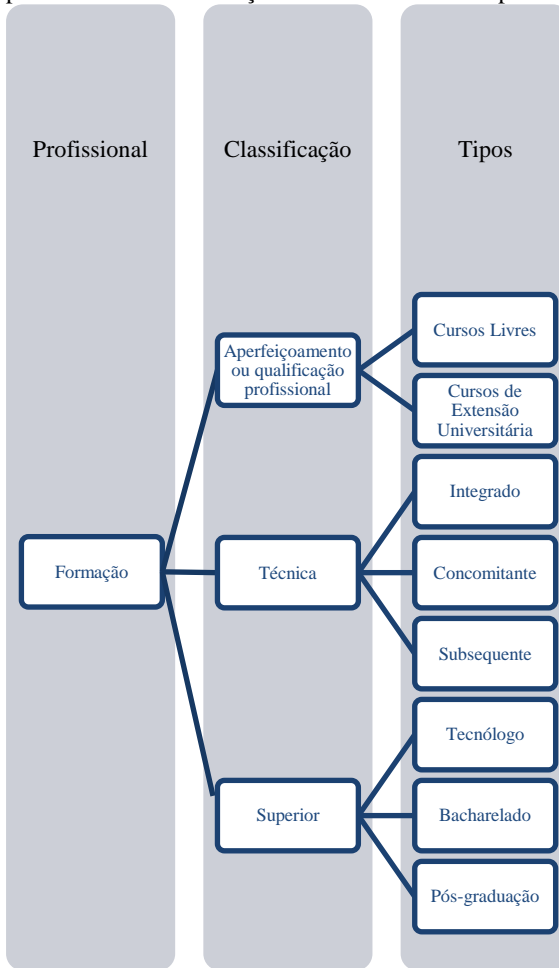 Profissional
Classificação
Tipos
Cursos Livres
Aperfeiçoamento
ou qualificação
profissional
Cursos de
Extensão
Universitária
Integrado
Formação
Técnica
Concomitante
Subsequente
Tecnólogo
Superior
Bacharelado
Pós-graduação